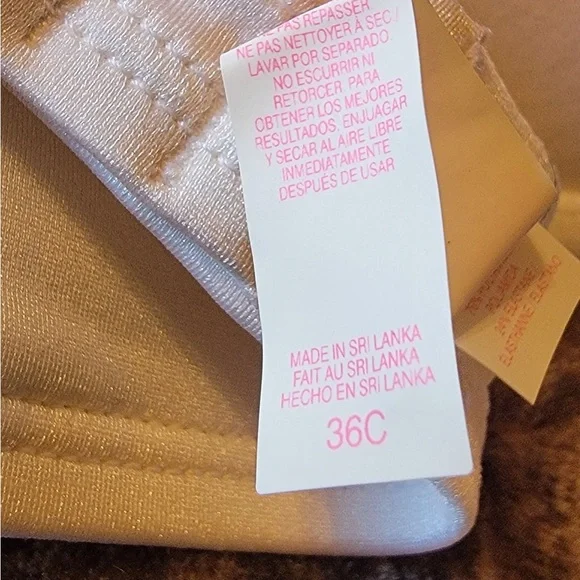 NE PAS REPASSER
NE PAS NETTOYER À SEC./
LAVAR POR SEPARADO.
NO ESCURRIR NI
RETORCER. PARA
OBTENER LOS MEJORES
RESULTADOS, ENJUAGAR
Y SECAR AL AIRE LIBRE
INMEDIATAMENTE
DESPUÉS DE USAR
MADE IN SRI LANKA
FAIT AU SRI LANKA
HECHO EN SRI LANKA
36C
ELASTHANNE ELASTANO